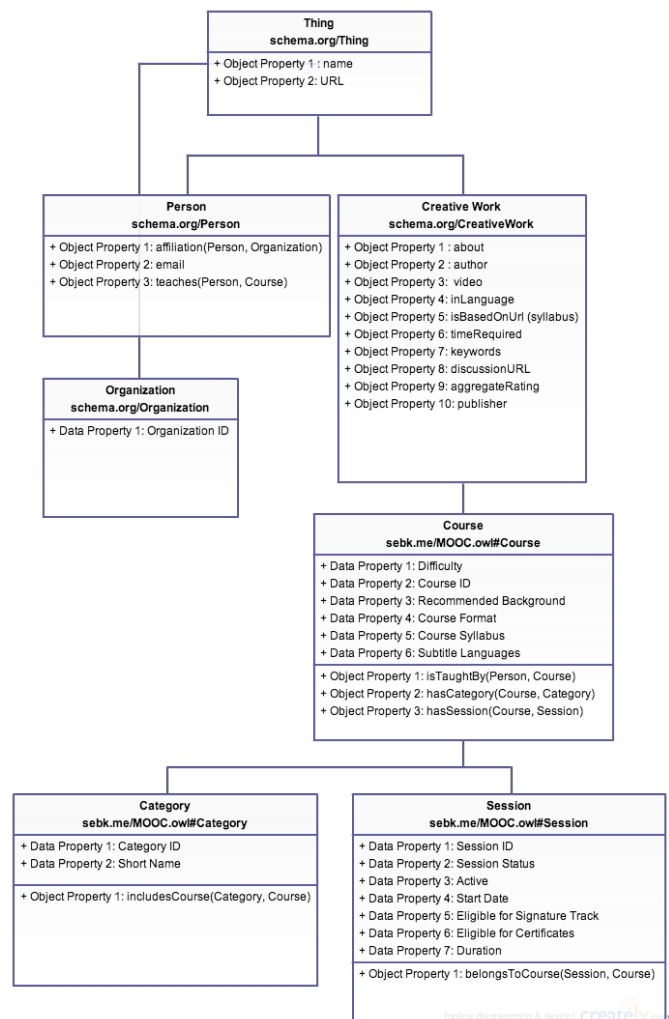 Thing
schema.org/Thing
+ Object Property 1 : name
+ Object Property 2: URL
Person
schema.org/Person
+ Object Property 1: affiliation(Person, Organization)
+ Object Property 2: email
+ Object Property 3: teaches(Person, Course)
Creative Work
schema.org/CreativeWork
+ Object Property 1 : about
+ Object Property 2 : author
+ Object Property 3:  video
+ Object Property 4: inLanguage
+ Object Property 5: isBasedOnUrl (syllabus)
+ Object Property 6: timeRequired
+ Object Property 7: keywords
+ Object Property 8: discussionURL
+ Object Property 9: aggregateRating
+ Object Property 10: publisher
Organization
schema.org/Organization
+ Data Property 1: Organization ID
Course
sebk.me/MOOC.owl#Course
+ Data Property 1: Difficulty
+ Data Property 2: Course ID
+ Data Property 3: Recommended Background
+ Data Property 4: Course Format
+ Data Property 5: Course Syllabus
+ Data Property 6: Subtitle Languages
+ Object Property 1: isTaughtBy(Person, Course)
+ Object Property 2: hasCategory(Course, Category)
+ Object Property 3: hasSession(Course, Session)
Category
sebk.me/MOOC.owl#Category
+ Data Property 1: Category ID
+ Data Property 2: Short Name
+ Object Property 1: includesCourse(Category, Course)
Session
sebk.me/MOOC.owl#Session
+ Data Property 1: Session ID
+ Data Property 2: Session Status
+ Data Property 3: Active
+ Data Property 4: Start Date
+ Data Property 5: Eligible for Signature Track
+ Data Property 6: Eligible for Certificates
+ Data Property 7: Duration
+ Object Property 1: belongsToCourse(Session, Course)
[online diagramming & design] creately